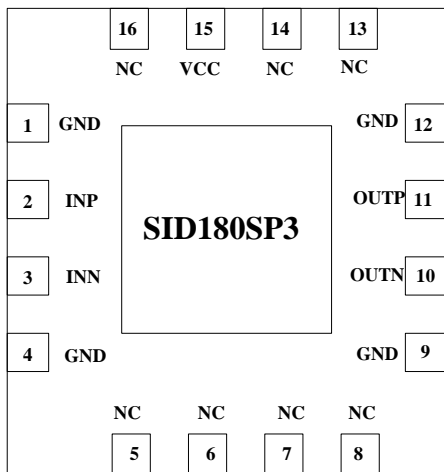 16 15 14 13
NC VCC NC NC
1 GND GND 12
2 INP OUTP 11
SID180SP3
3 INN OUTN 10
4 GND GND 9
NC NC NC NC
5 6 7 8